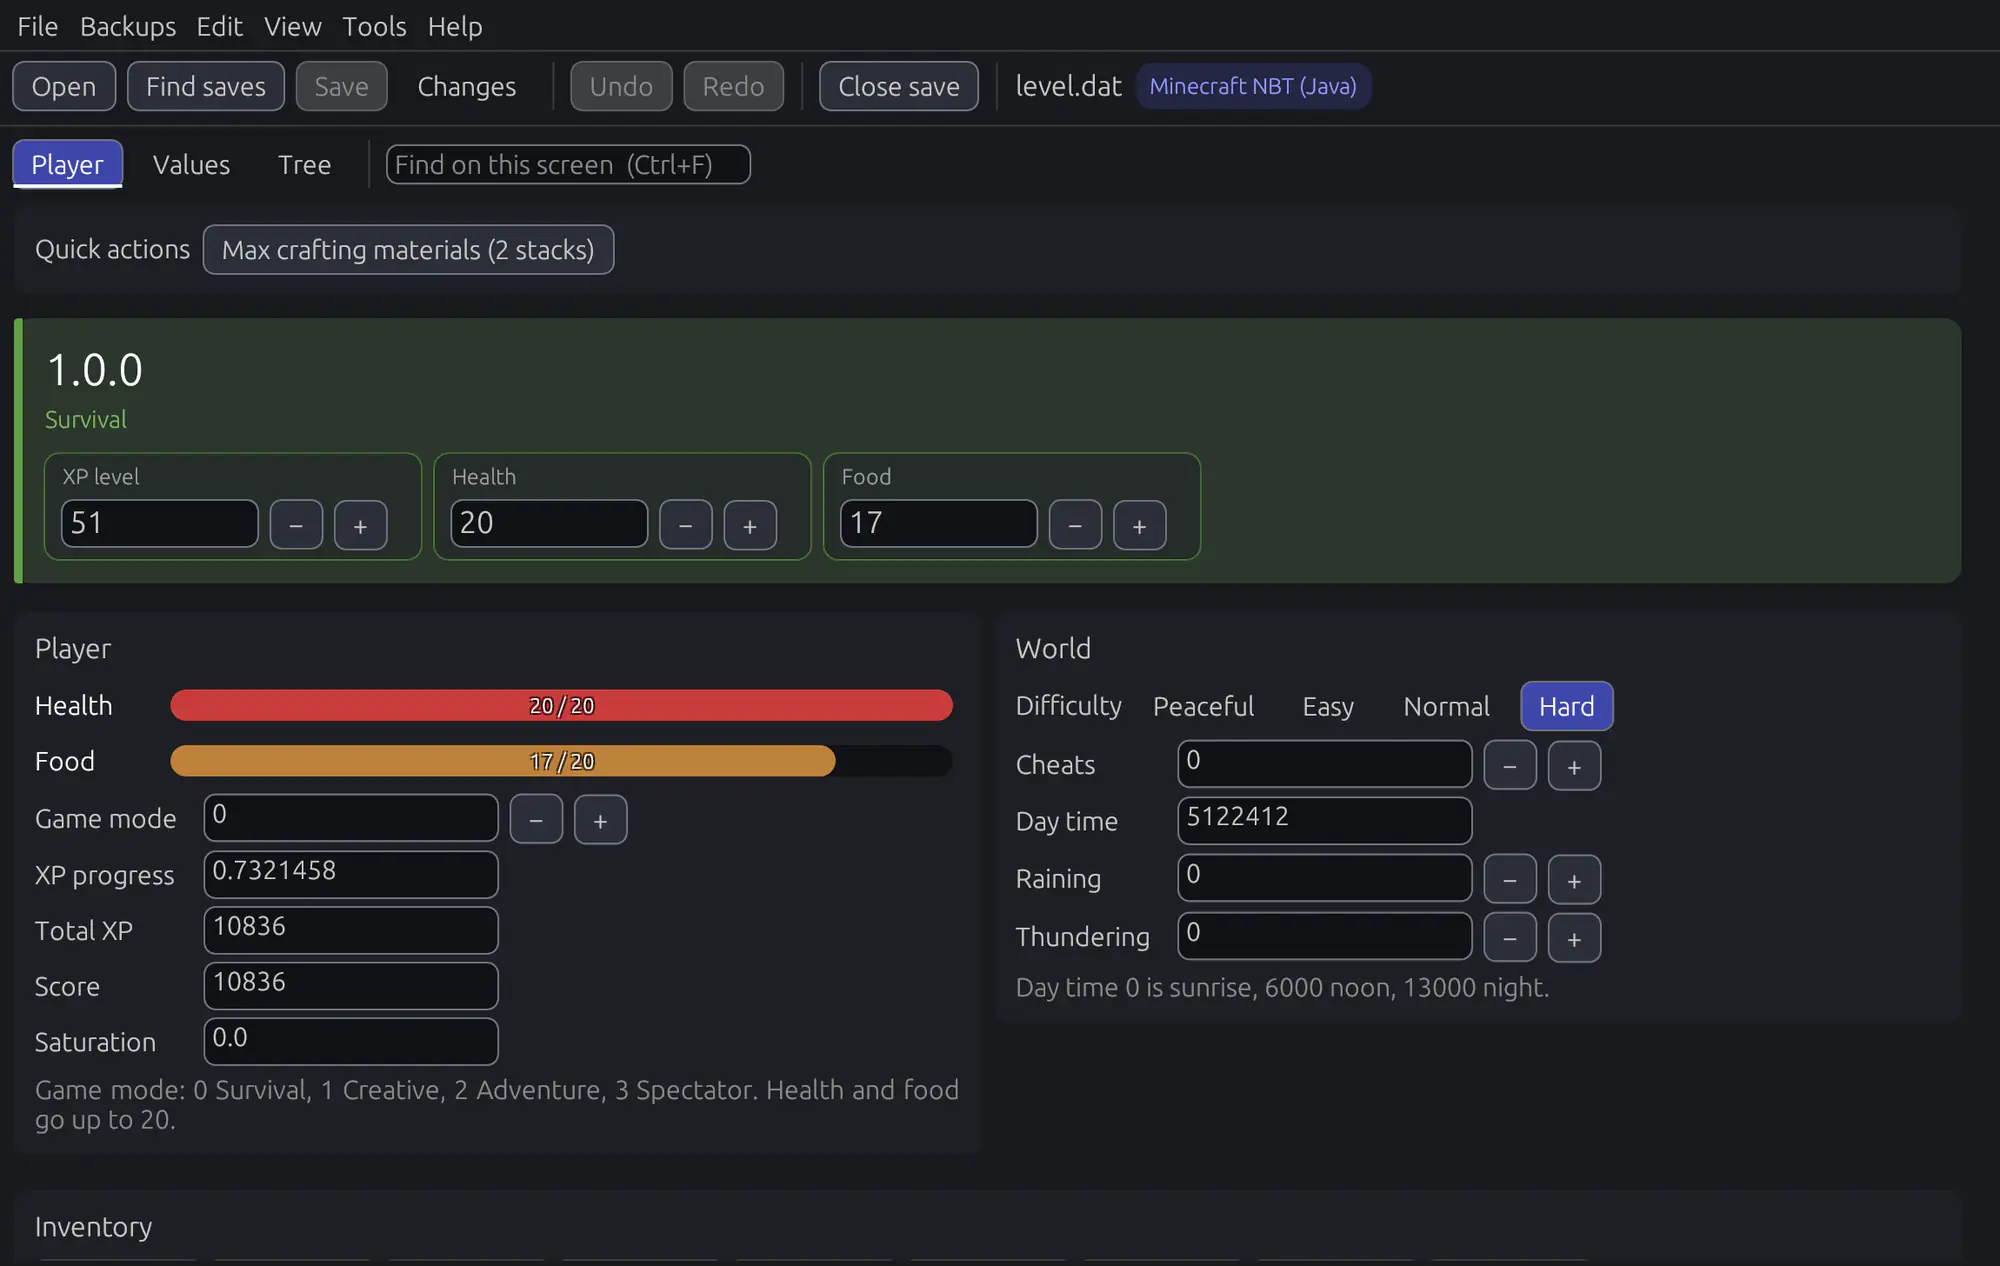 File Backups Edit View Tools Help
Open Find saves Save Changes Undo Redo Close save level.dat Minecraft NBT (Java)
Player Values Tree Find on this screen (Ctrl+F)
Quick actions Max crafting materials (2 stacks)
1.0.0
Survival
XP level Health Food
51 − + 20 − + 17 − +
Player
Health 20 / 20
Food 17 / 20
Game mode 0 − +
XP progress 0.7321458
Total XP 10836
Score 10836
Saturation 0.0
Game mode: 0 Survival, 1 Creative, 2 Adventure, 3 Spectator. Health and food
go up to 20.
World
Difficulty Peaceful Easy Normal Hard
Cheats 0 − +
Day time 5122412
Raining 0 − +
Thundering 0 − +
Day time 0 is sunrise, 6000 noon, 13000 night.
Inventory